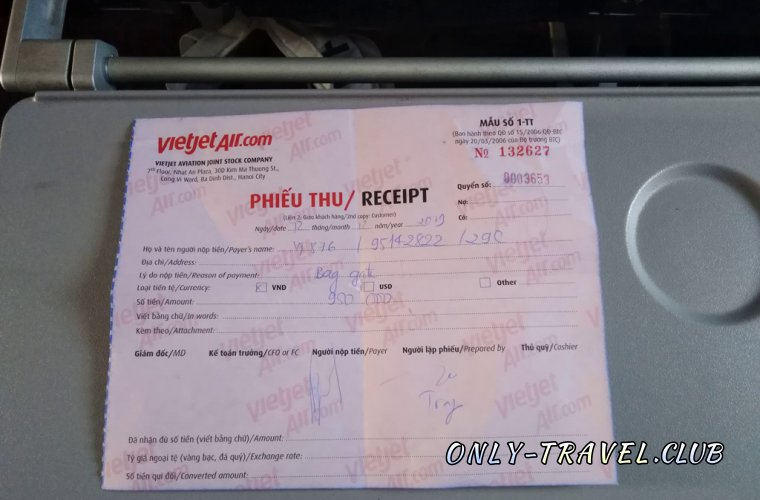 vietjetAir.com
VIETJET AVIATION JOINT STOCK COMPANY
7th Floor, Nhat An Plaza, 30D Kim Ma Thuong St.,
Cong Vi Ward, Ba Dinh Dist., Hanoi City
MẪU SỐ 1-TT
(Ban hành theo QĐ số 15/2006 QĐ-BTC
ngày 20/03/2006 của Bộ trưởng BTC)
Nº 132627
PHIẾU THU/ RECEIPT
(Liên 2: Giao khách hàng/2nd copy: Customer)
Ngày/date 12 tháng/month năm/year 2019
Quyển số: 0003653
Nợ:
Có:
Họ và tên người nộp tiền/Payer's name: / 95142822 / 29C
Địa chỉ/Address:
Lý do nộp tiền/Reason of payment: Bag gate
Loại tiền tệ/Currency: VND USD Other
Số tiền/Amount: 950 000
Viết bằng chữ/In words:
Kèm theo/Attachment:
Giám đốc/MD Kế toán trưởng/CFO or FC Người nộp tiền/Payer Người lập phiếu/Prepared by Thủ quỹ/Cashier
Đã nhận đủ số tiền (viết bằng chữ)/Amount:
Tỷ giá ngoại tệ (vàng bạc, đá quý)/Exchange rate:
Số tiền qui đổi/Converted amount:
ONLY-TRAVEL.CLUB